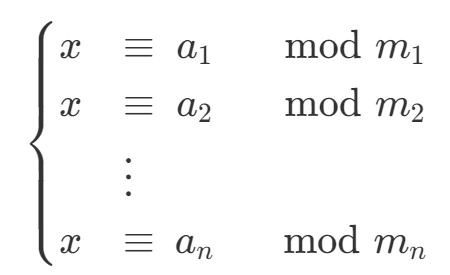 x ≡ a₁ mod m₁
x ≡ a₂ mod m₂
⋮
x ≡ aₙ mod mₙ